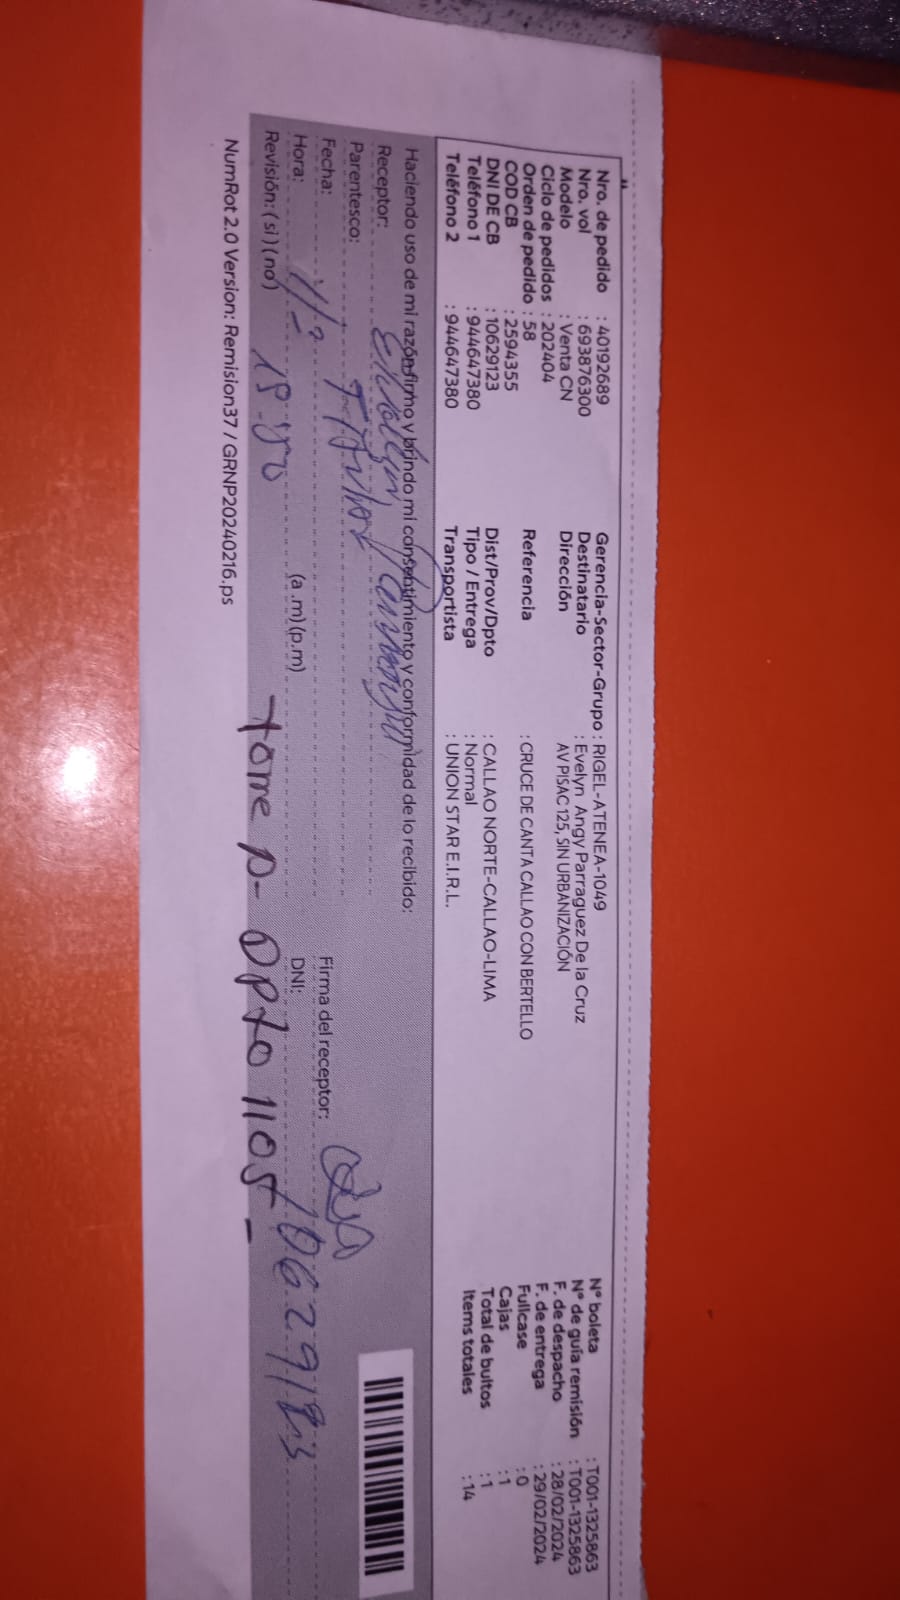 Nro. de pedido : 40192689
Nro. vol : 693876300
Modelo : Venta CN
Ciclo de pedidos : 202404
Orden de pedido : 58
COD CB : 2594355
DNI DE CB : 10629123
Teléfono 1 : 944647380
Teléfono 2 : 944647380
Gerencia-Sector-Grupo : RIGEL-ATENEA-1049
Destinatario : Evelyn Angy Parraguez De la Cruz
Dirección AV PISAC 125, SIN URBANIZACIÓN
Referencia : CRUCE DE CANTA CALLAO CON BERTELLO
Dist/Prov/Dpto : CALLAO NORTE-CALLAO-LIMA
Tipo / Entrega : Normal
Transportista : UNION STAR E.I.R.L.
Nº boleta : T001-1325863
Nº de guía remisión : T001-1325863
F. de despacho : 28/02/2024
F. de entrega : 29/02/2024
Fullcase : 0
Cajas : 1
Total de bultos : 1
Items totales : 14
Haciendo uso de mi razón firmo y brindo mi consentimiento y conformidad de lo recibido:
Receptor: Evelyn
Parentesco: Titular
Fecha:
Hora: (a.m)(p.m)
Revisión: (si)(no)
Firma del receptor:
DNI: 10629123
Torre D- DPto 1105-
NumRot 2.0 Version: Remision37 / GRNP20240216.ps